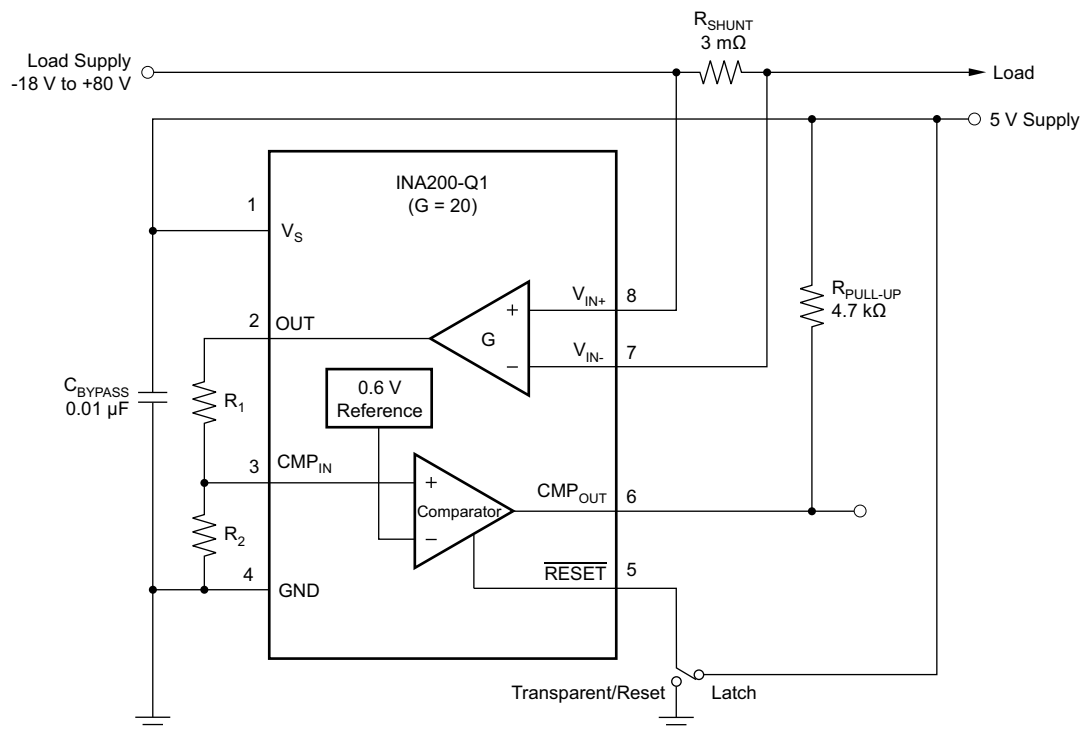 R_SHUNT
3 mΩ
Load Supply
-18 V to +80 V
Load
5 V Supply
INA200-Q1
(G = 20)
1
V_S
V_IN+
8
R_PULL-UP
4.7 kΩ
2
OUT
+
G
−
V_IN-
7
C_BYPASS
0.01 µF
R_1
0.6 V
Reference
3
CMP_IN
+
Comparator
−
CMP_OUT
6
R_2
4
GND
R̅E̅S̅E̅T̅
5
Transparent/Reset
Latch